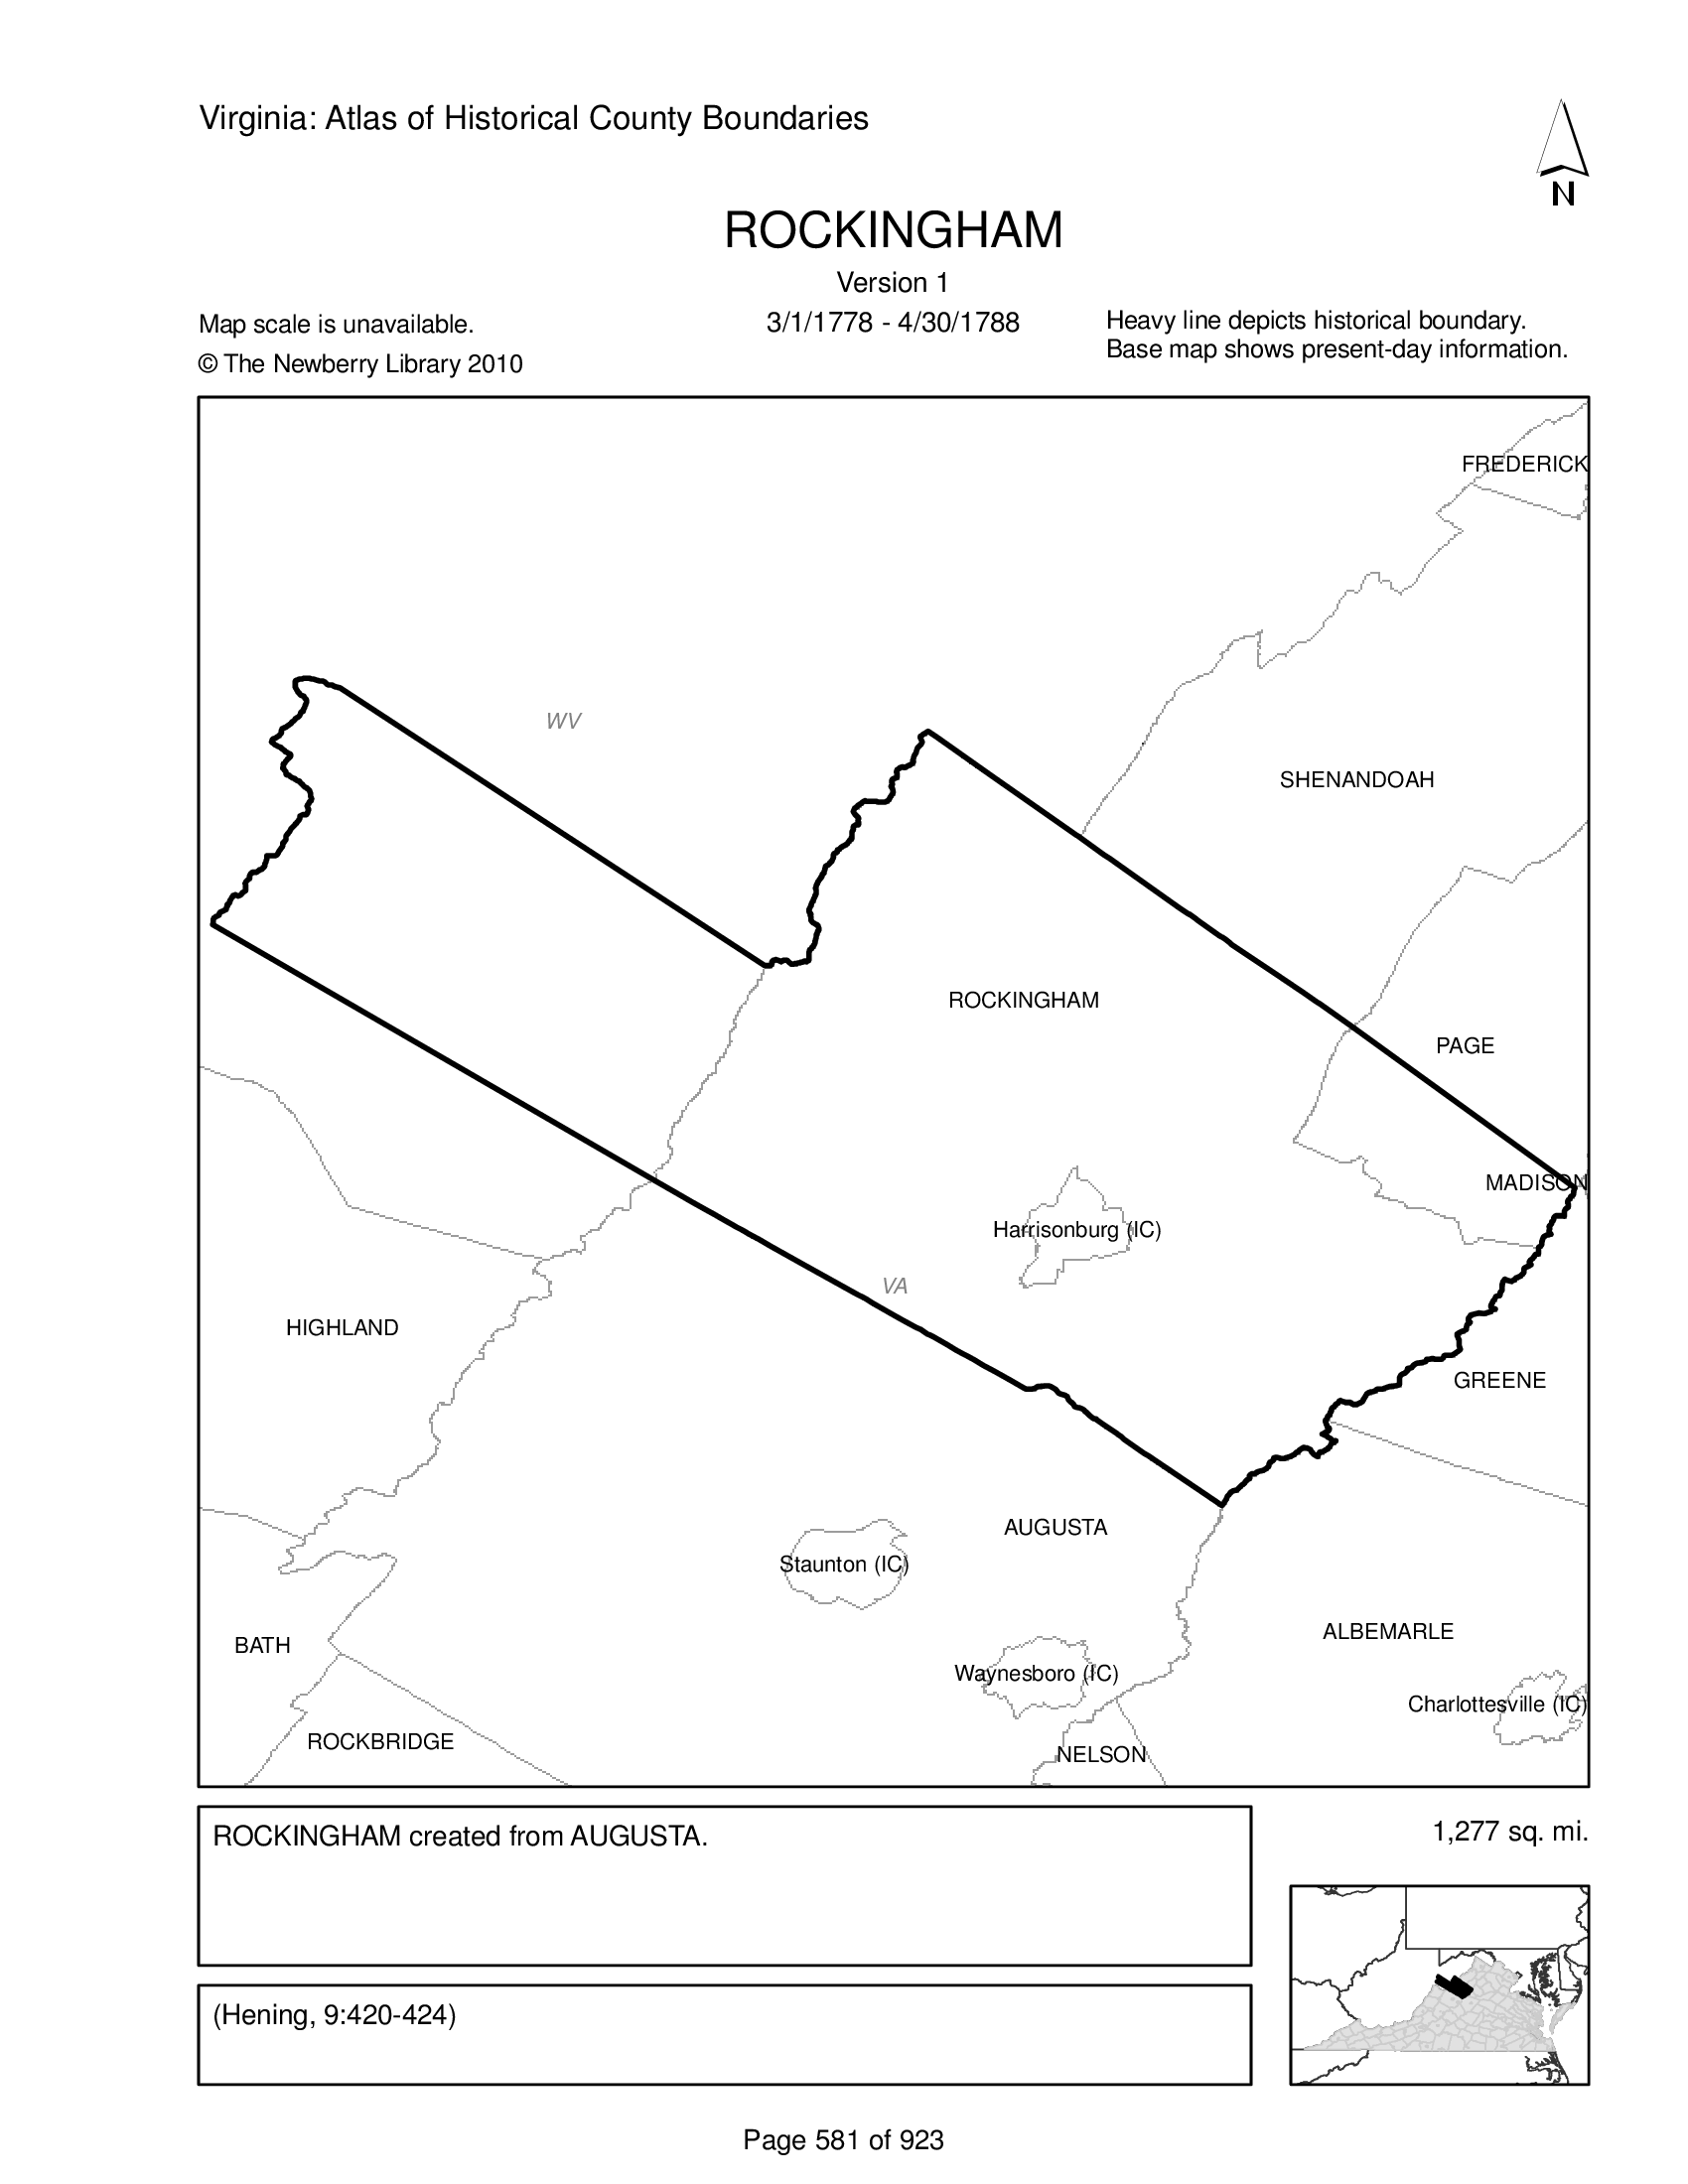 Virginia: Atlas of Historical County Boundaries
N
ROCKINGHAM
Version 1
3/1/1778 - 4/30/1788
Map scale is unavailable.
© The Newberry Library 2010
Heavy line depicts historical boundary.
Base map shows present-day information.
FREDERICK
WV
SHENANDOAH
ROCKINGHAM
PAGE
MADISON
Harrisonburg (IC)
VA
HIGHLAND
GREENE
AUGUSTA
Staunton (IC)
ALBEMARLE
BATH
Waynesboro (IC)
Charlottesville (IC)
ROCKBRIDGE
NELSON
ROCKINGHAM created from AUGUSTA.
1,277 sq. mi.
(Hening, 9:420-424)
Page 581 of 923